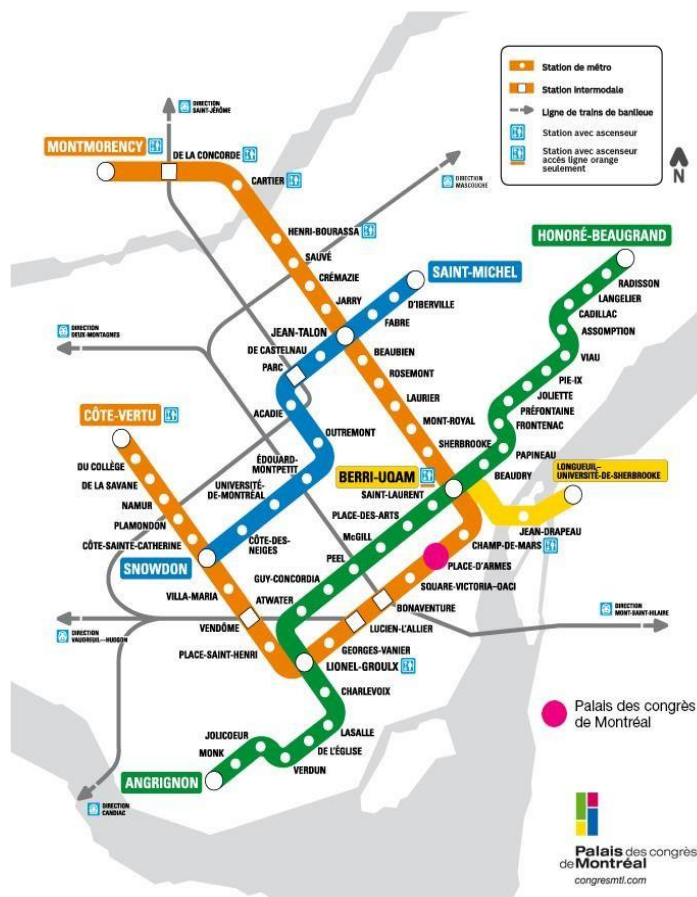 Station de métro
Station intermodale
Ligne de trains de banlieue
Station avec ascenseur
Station avec ascenseur
accès ligne orange
seulement
N
DIRECTION
SAINT-JÉRÔME
MONTMORENCY
DE LA CONCORDE
CARTIER
DIRECTION
MASCOUCHE
HENRI-BOURASSA
SAUVÉ
CRÉMAZIE
JARRY
SAINT-MICHEL
HONORÉ-BEAUGRAND
RADISSON
LANGELIER
CADILLAC
ASSOMPTION
VIAU
PIE-IX
JOLIETTE
PRÉFONTAINE
FRONTENAC
PAPINEAU
BEAUDRY
D'IBERVILLE
FABRE
JEAN-TALON
DE CASTELNAU
PARC
ACADIE
OUTREMONT
ÉDOUARD-
MONTPETIT
UNIVERSITÉ-
DE-MONTRÉAL
CÔTE-DES-
NEIGES
SNOWDON
BEAUBIEN
ROSEMONT
LAURIER
MONT-ROYAL
SHERBROOKE
BERRI-UQAM
LONGUEUIL–
UNIVERSITÉ-DE-SHERBROOKE
JEAN-DRAPEAU
DIRECTION
DEUX-MONTAGNES
CÔTE-VERTU
DU COLLÈGE
DE LA SAVANE
NAMUR
PLAMONDON
CÔTE-SAINTE-CATHERINE
VILLA-MARIA
VENDÔME
PLACE-SAINT-HENRI
SAINT-LAURENT
PLACE-DES-ARTS
McGILL
PEEL
GUY-CONCORDIA
ATWATER
CHAMP-DE-MARS
PLACE-D'ARMES
SQUARE-VICTORIA–OACI
BONAVENTURE
LUCIEN-L'ALLIER
GEORGES-VANIER
LIONEL-GROULX
CHARLEVOIX
LASALLE
DE L'ÉGLISE
VERDUN
JOLICOEUR
MONK
ANGRIGNON
DIRECTION
VAUDREUIL—HUDSON
DIRECTION
MONT-SAINT-HILAIRE
DIRECTION
CANDIAC
Palais des congrès
de Montréal
Palais des congrès
de Montréal
congresmtl.com